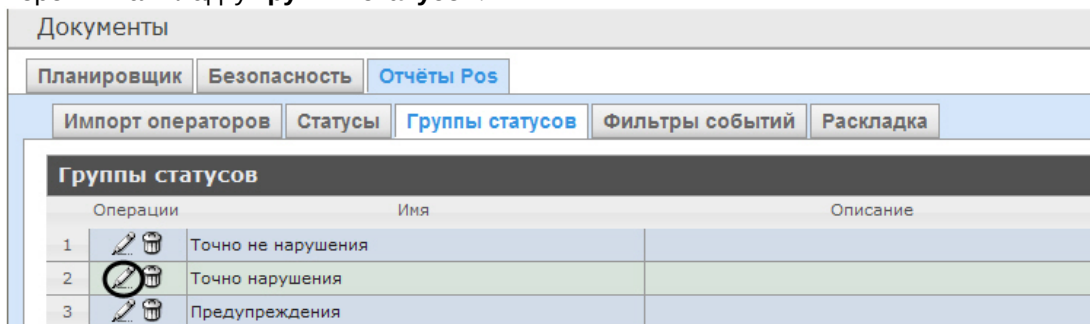 Документы
Планировщик Безопасность Отчёты Pos
Импорт операторов Статусы Группы статусов Фильтры событий Раскладка
Группы статусов
Операции Имя Описание
1 Точно не нарушения
2 Точно нарушения
3 Предупреждения